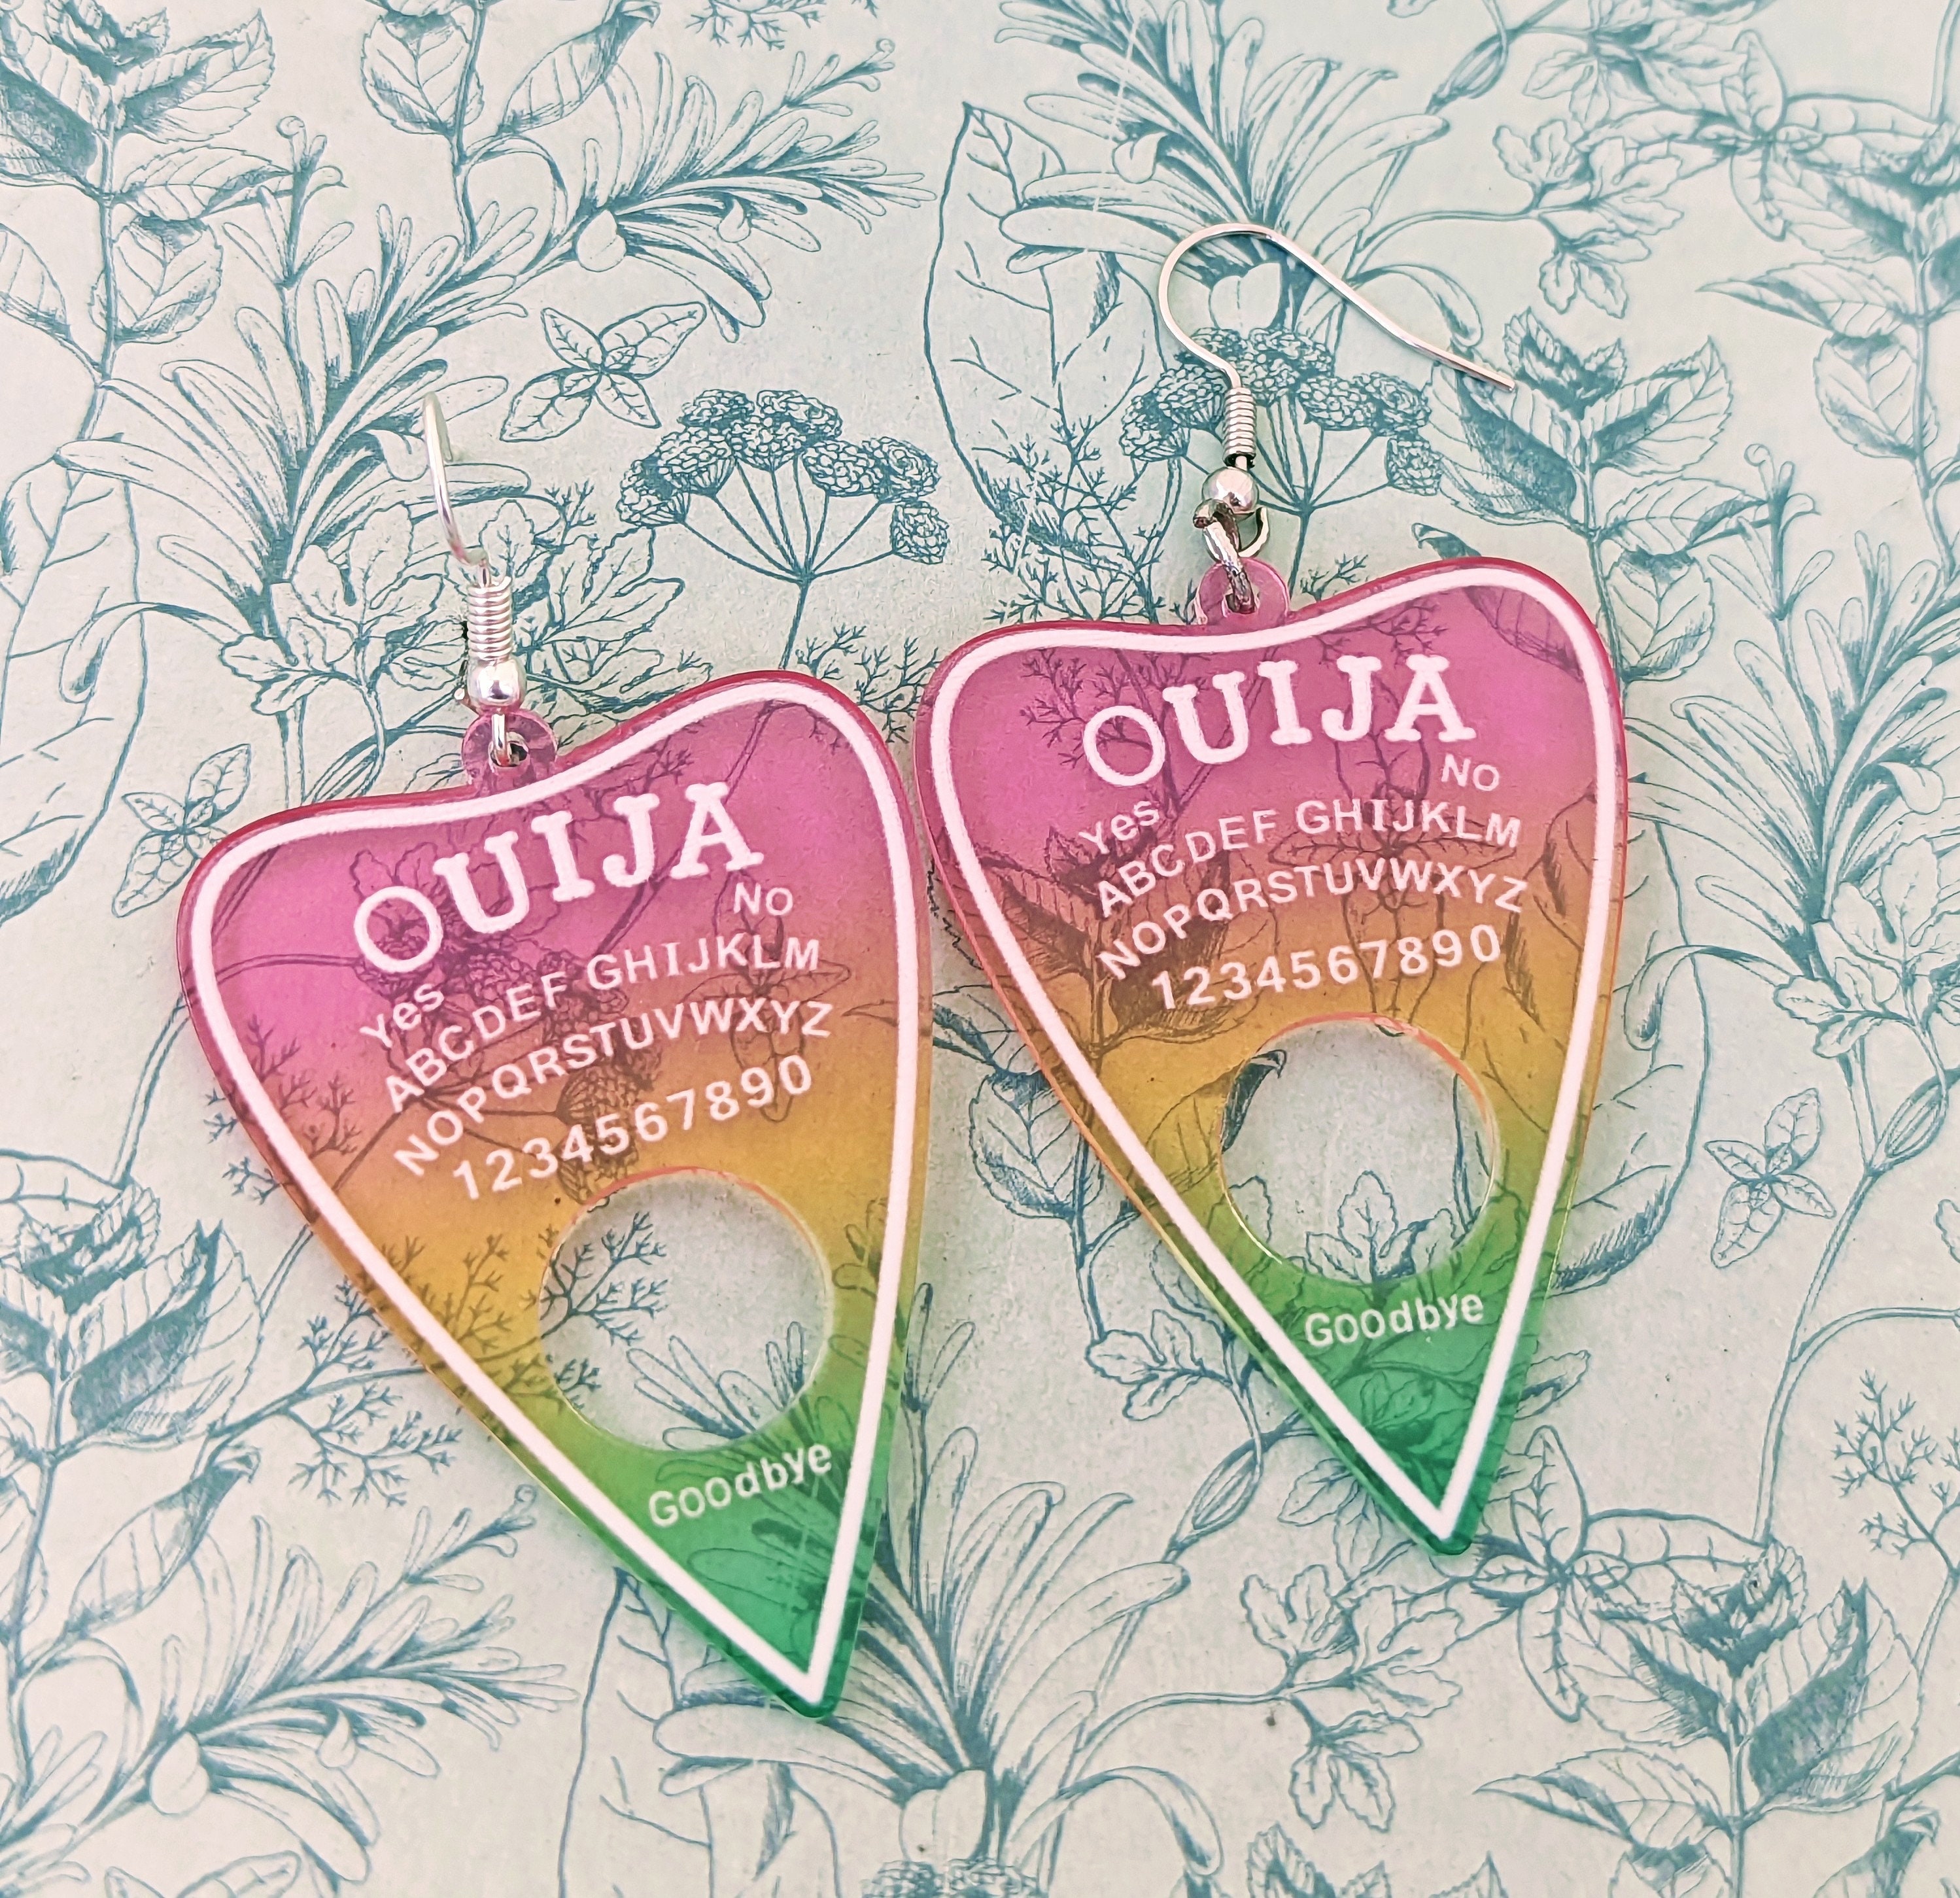 OUIJA
Yes NO
ABCDEF GHIJKLM
NOPQRSTUVWXYZ
1234567890
Goodbye
OUIJA
Yes NO
ABCDEF GHIJKLM
NOPQRSTUVWXYZ
1234567890
Goodbye